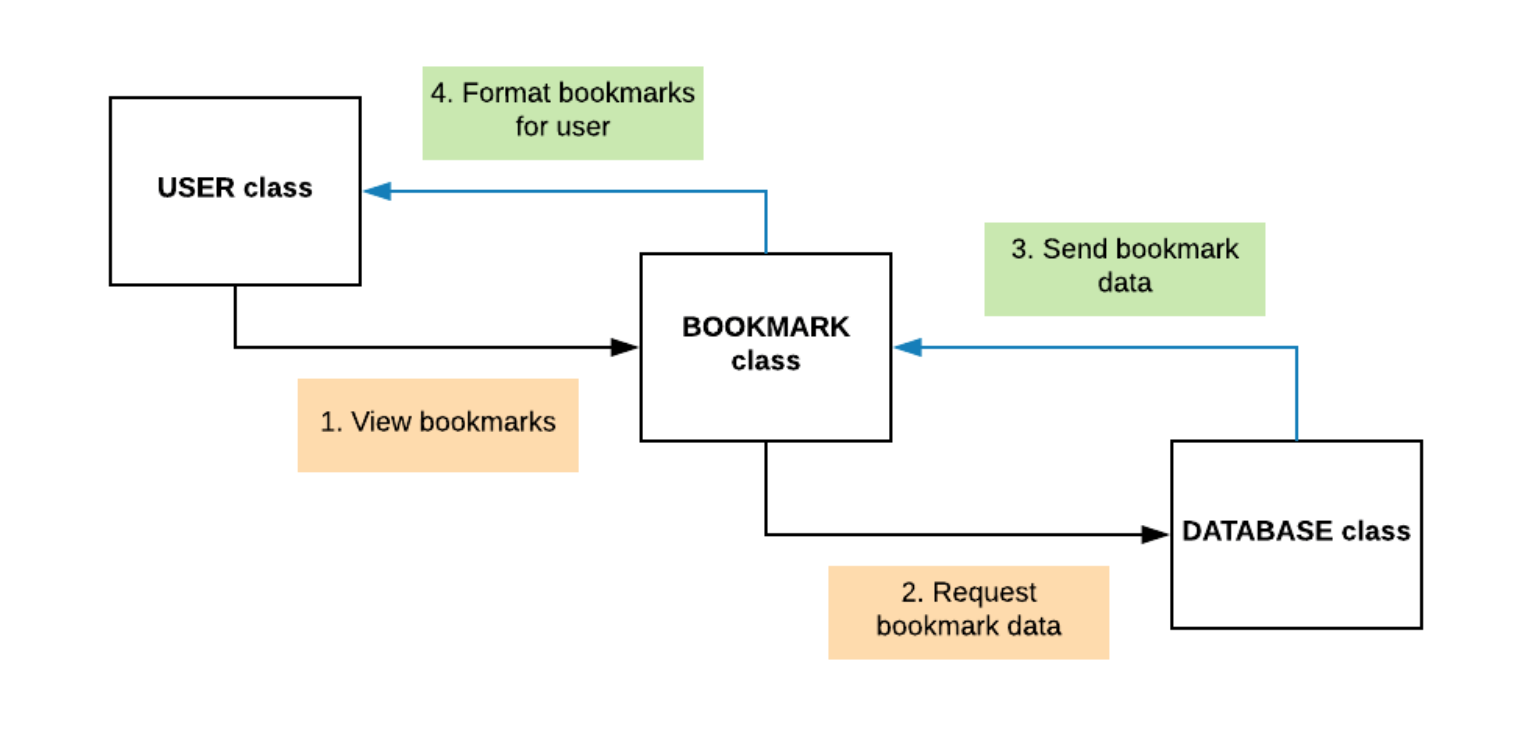 4. Format bookmarks
for user
USER class
3. Send bookmark
data
BOOKMARK
class
1. View bookmarks
DATABASE class
2. Request
bookmark data